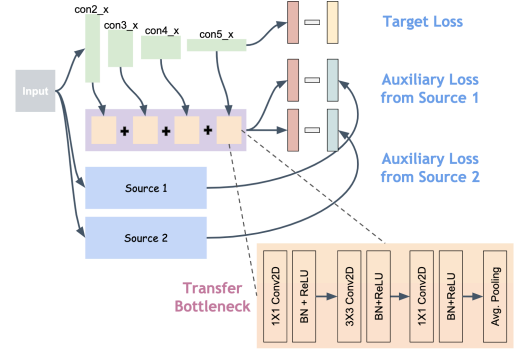 con2_x
con3_x
con4_x
con5_x
Target Loss
Input
Auxiliary Loss
from Source 1
+
+
+
Auxiliary Loss
from Source 2
Source 1
Source 2
Transfer
Bottleneck
1X1 Conv2D
BN + ReLU
3X3 Conv2D
BN+ReLU
1X1 Conv2D
BN+ReLU
Avg. Pooling